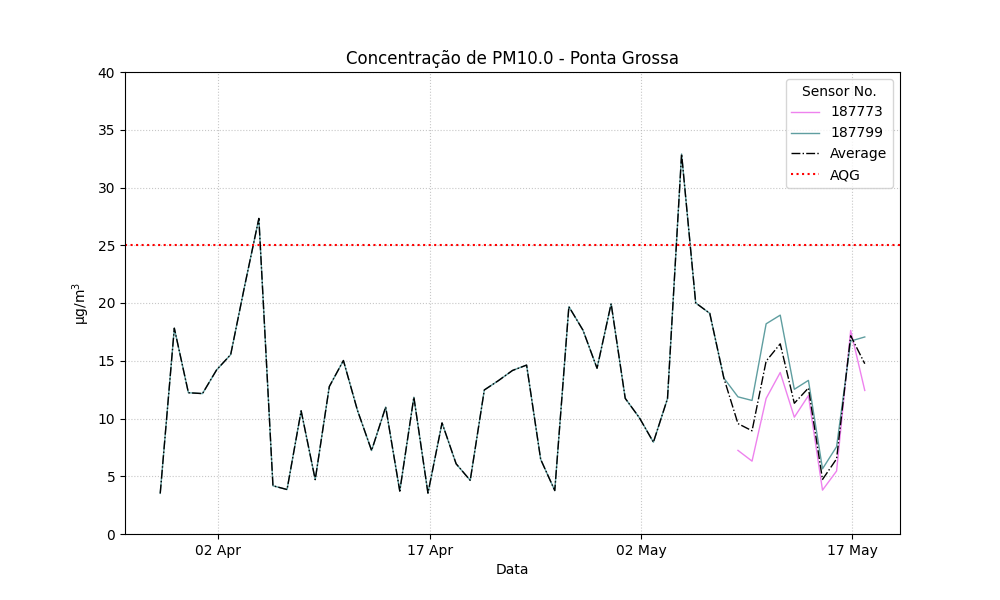 Concentração de PM10.0 - Ponta Grossa
Sensor No.
187773
187799
Average
AQG
40
35
30
25
20
15
10
5
0
µg/m³
02 Apr
17 Apr
02 May
17 May
Data